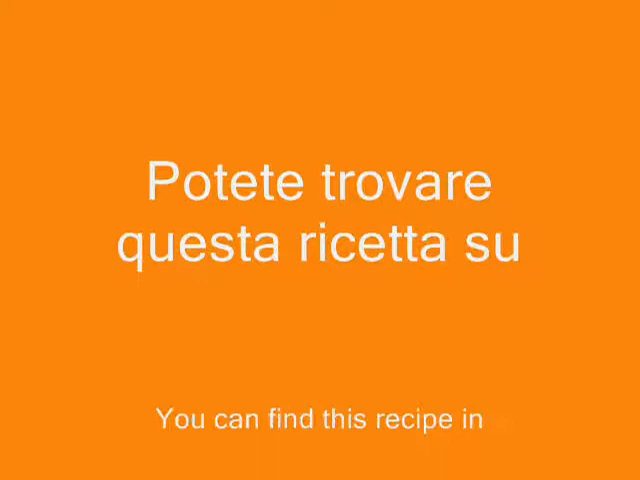 Potete trovare
questa ricetta su
You can find this recipe in